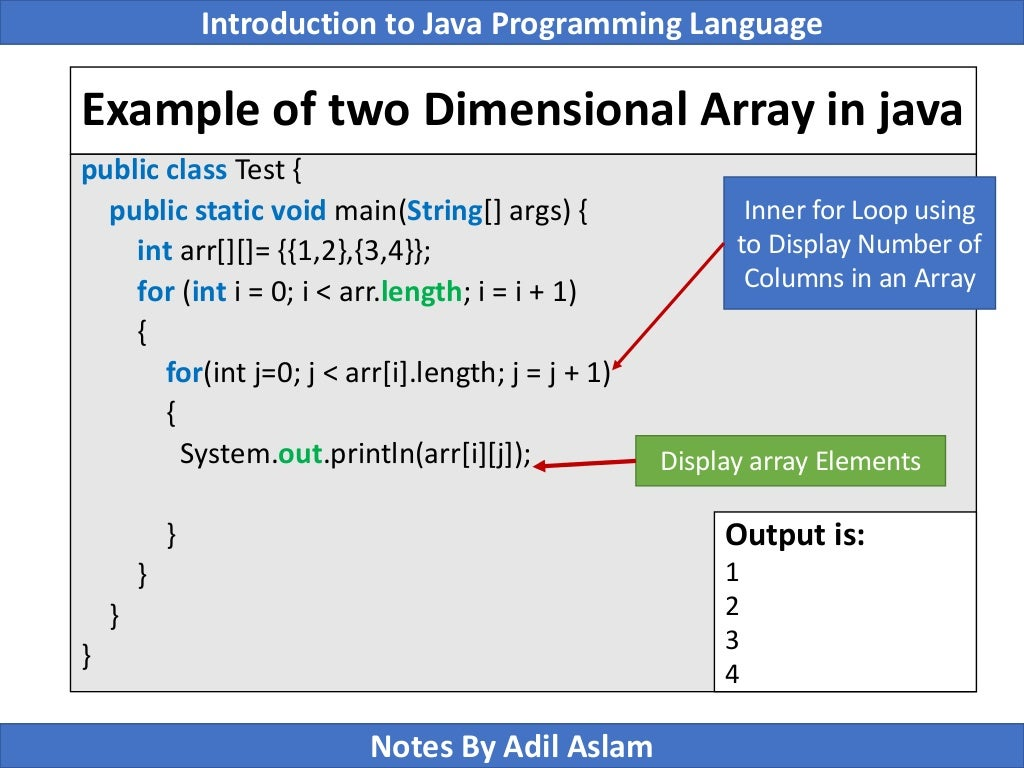 Introduction to Java Programming Language
Example of two Dimensional Array in java
public class Test {
public static void main(String[] args) {
int arr[][]= {{1,2},{3,4}};
for (int i = 0; i < arr.length; i = i + 1)
{
for(int j=0; j < arr[i].length; j = j + 1)
{
System.out.println(arr[i][j]);
}
}
}
}
Inner for Loop using
to Display Number of
Columns in an Array
Display array Elements
Output is:
1
2
3
4
Notes By Adil Aslam